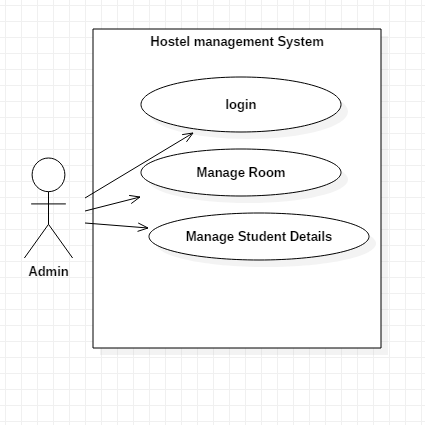 Hostel management System
login
Manage Room
Manage Student Details
Admin